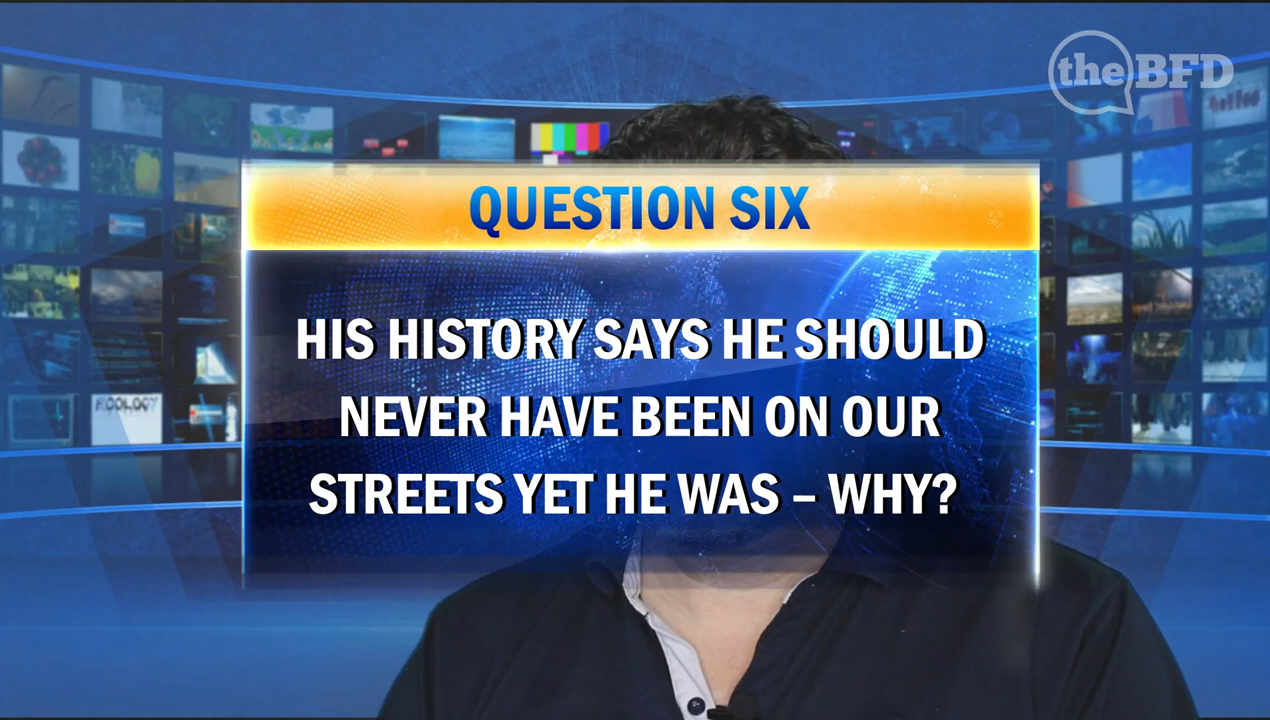 theBFD
QUESTION SIX
HIS HISTORY SAYS HE SHOULD
NEVER HAVE BEEN ON OUR
STREETS YET HE WAS – WHY?